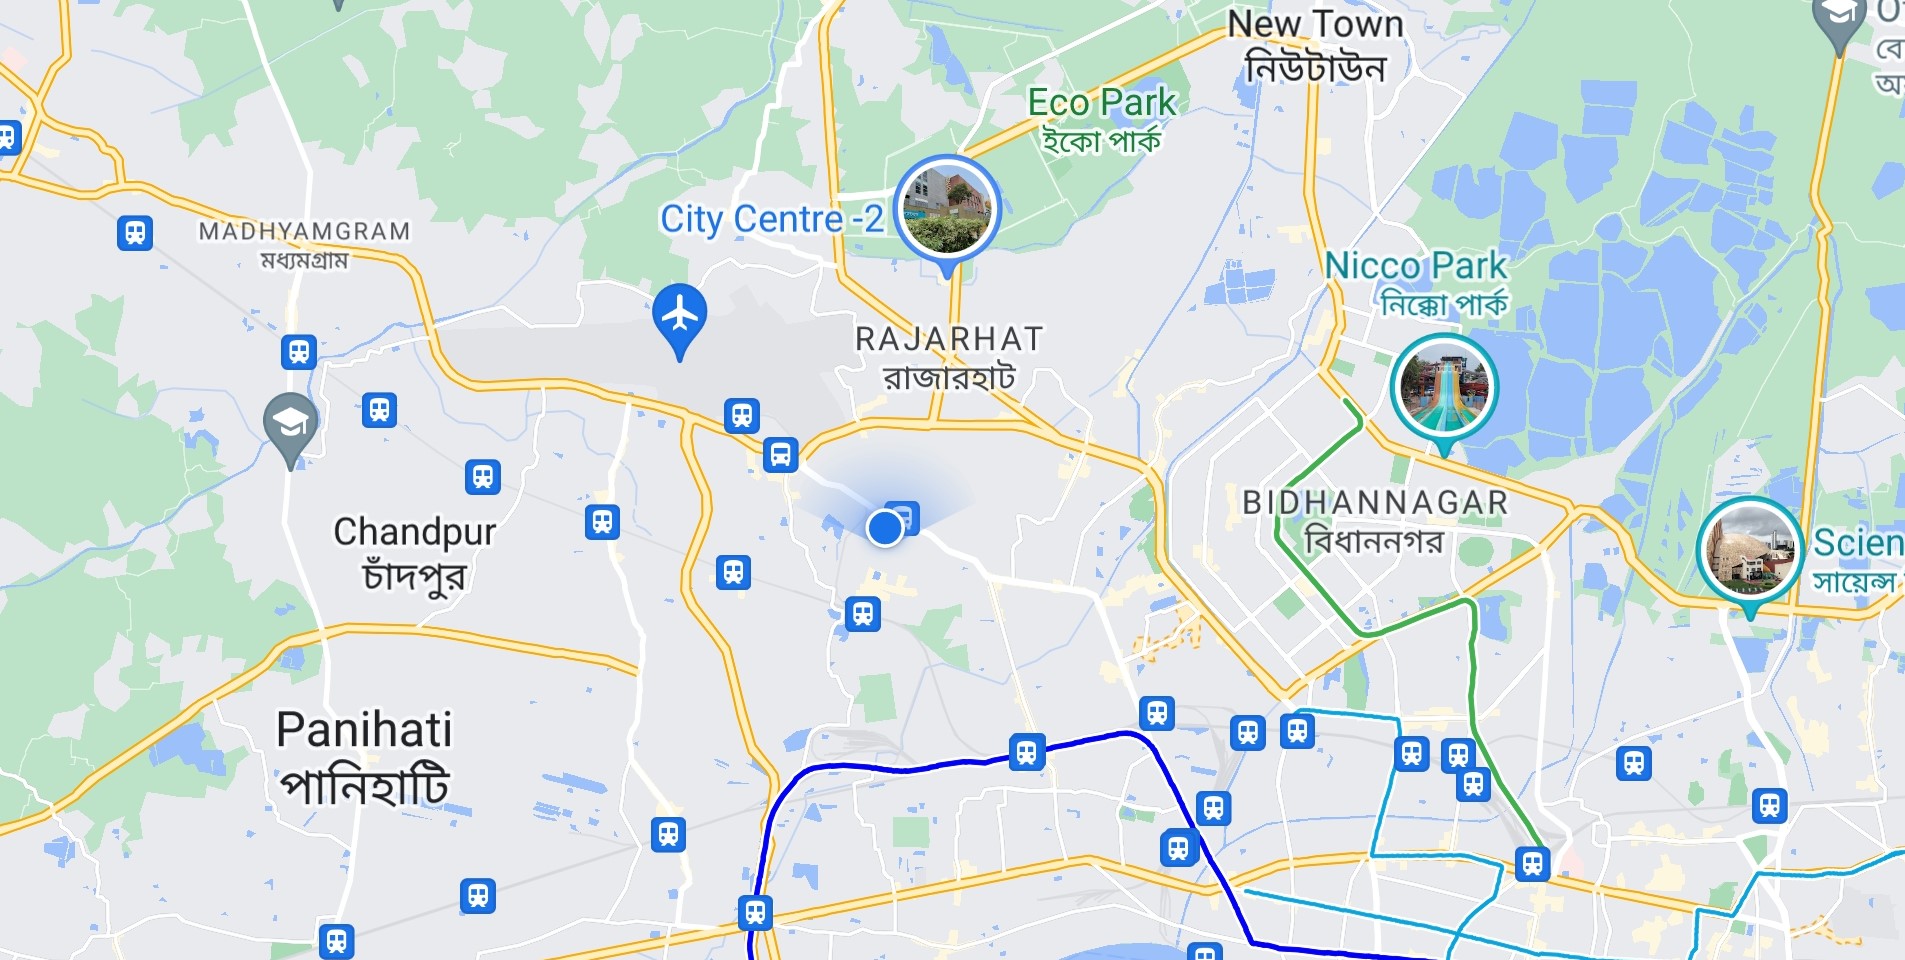 New Town
নিউটাউন
Eco Park
ইকো পার্ক
City Centre -2
MADHYAMGRAM
মধ্যমগ্রাম
Nicco Park
নিক্কো পার্ক
RAJARHAT
রাজারহাট
BIDHANNAGAR
বিধাননগর
Chandpur
চাঁদপুর
Scien
সায়েন্স
Panihati
পানিহাটি